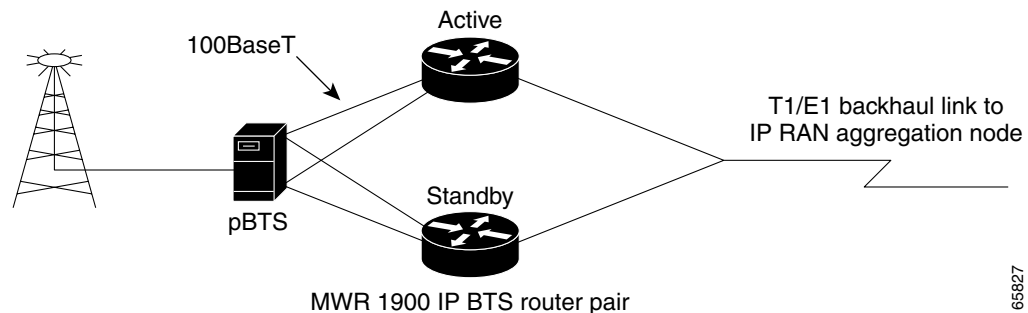 Active
100BaseT
T1/E1 backhaul link to
IP RAN aggregation node
Standby
pBTS
MWR 1900 IP BTS router pair
65827